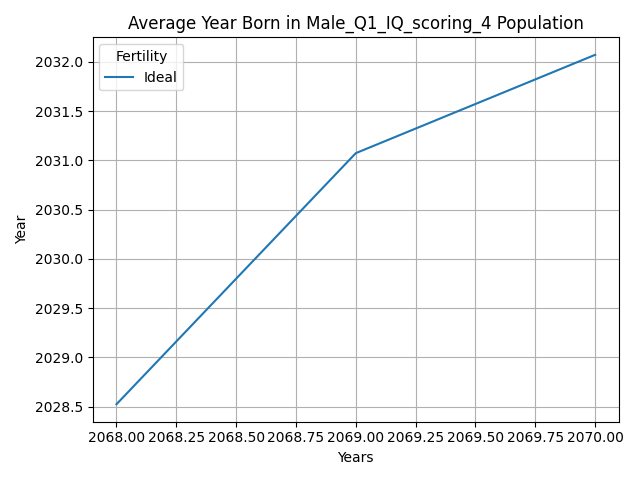 Average Year Born in Male_Q1_IQ_scoring_4 Population
Fertility
Ideal
2032.0
2031.5
2031.0
2030.5
2030.0
2029.5
2029.0
2028.5
Year
2068.00 2068.25 2068.50 2068.75 2069.00 2069.25 2069.50 2069.75 2070.00
Years